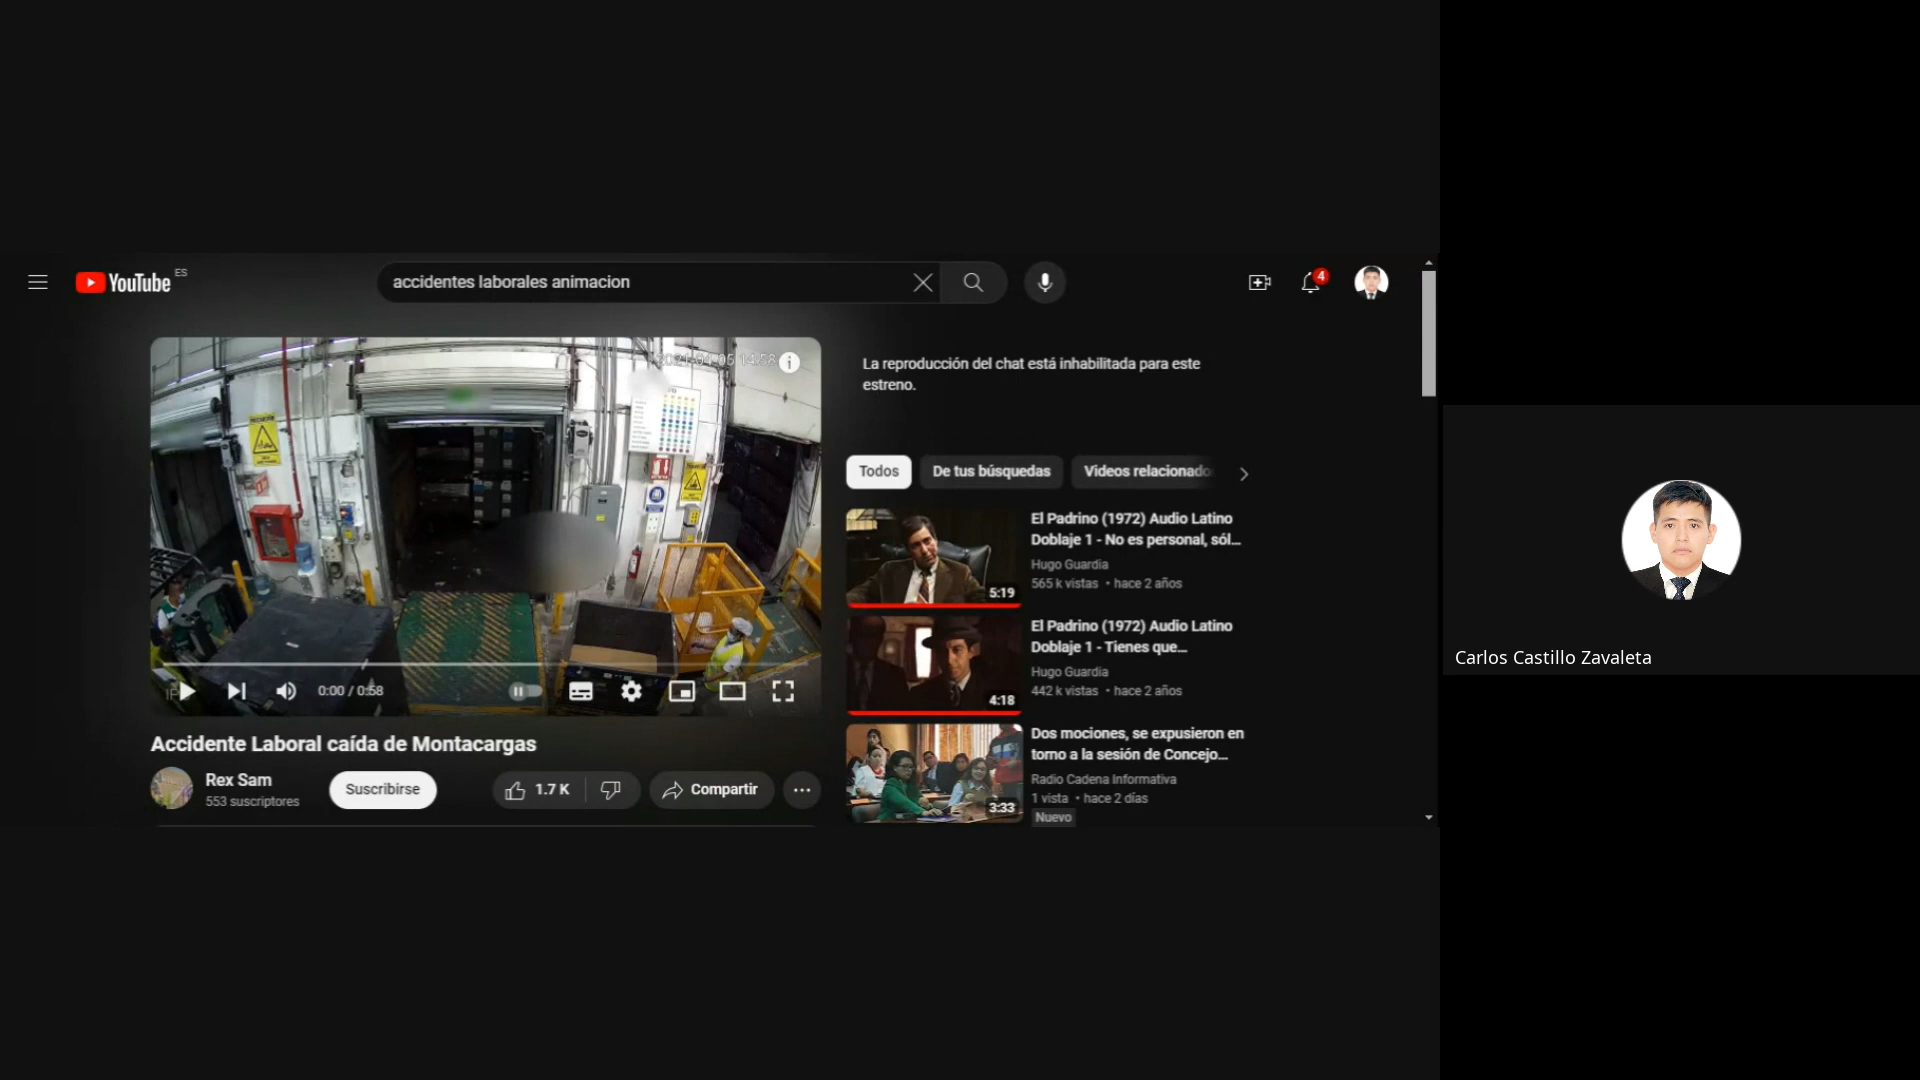 YouTube ES
accidentes laborales animacion
4
2021-04-05 14:58
La reproducción del chat está inhabilitada para este
estreno.
Todos
De tus búsquedas
Videos relacionado
5:19
El Padrino (1972) Audio Latino
Doblaje 1 - No es personal, sól...
Hugo Guardia
565 k vistas • hace 2 años
4:18
El Padrino (1972) Audio Latino
Doblaje 1 - Tienes que...
Hugo Guardia
442 k vistas • hace 2 años
3:33
Dos mociones, se expusieron en
torno a la sesión de Concejo...
Radio Cadena Informativa
1 vista • hace 2 días
Nuevo
0:00 / 0:58
Accidente Laboral caída de Montacargas
Rex Sam
553 suscriptores
Suscribirse
1.7 K
Compartir
Carlos Castillo Zavaleta